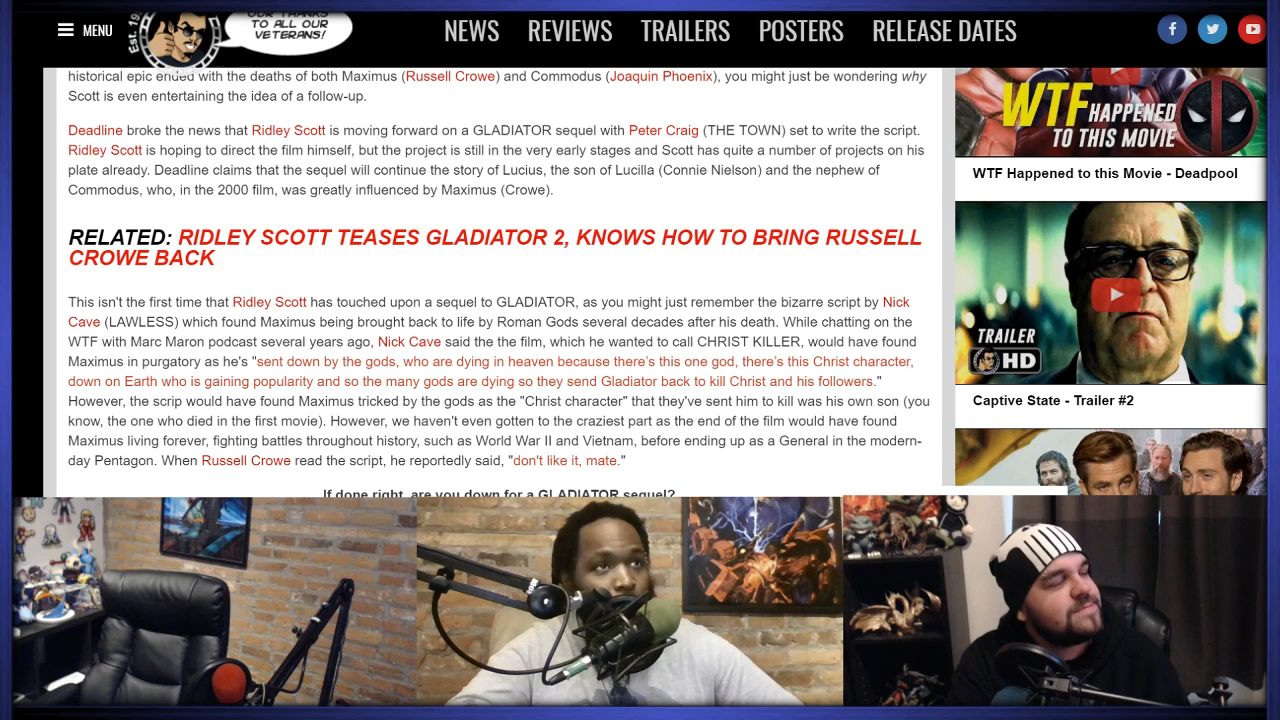 MENU
Est. 19
OUR THANKS
TO ALL OUR
VETERANS!
NEWS REVIEWS TRAILERS POSTERS RELEASE DATES
historical epic ended with the deaths of both Maximus (Russell Crowe) and Commodus (Joaquin Phoenix), you might just be wondering why
Scott is even entertaining the idea of a follow-up.
Deadline broke the news that Ridley Scott is moving forward on a GLADIATOR sequel with Peter Craig (THE TOWN) set to write the script.
Ridley Scott is hoping to direct the film himself, but the project is still in the very early stages and Scott has quite a number of projects on his
plate already. Deadline claims that the sequel will continue the story of Lucius, the son of Lucilla (Connie Nielson) and the nephew of
Commodus, who, in the 2000 film, was greatly influenced by Maximus (Crowe).
RELATED: RIDLEY SCOTT TEASES GLADIATOR 2, KNOWS HOW TO BRING RUSSELL
CROWE BACK
This isn't the first time that Ridley Scott has touched upon a sequel to GLADIATOR, as you might just remember the bizarre script by Nick
Cave (LAWLESS) which found Maximus being brought back to life by Roman Gods several decades after his death. While chatting on the
WTF with Marc Maron podcast several years ago, Nick Cave said the the film, which he wanted to call CHRIST KILLER, would have found
Maximus in purgatory as he's "sent down by the gods, who are dying in heaven because there's this one god, there's this Christ character,
down on Earth who is gaining popularity and so the many gods are dying so they send Gladiator back to kill Christ and his followers."
However, the scrip would have found Maximus tricked by the gods as the "Christ character" that they've sent him to kill was his own son (you
know, the one who died in the first movie). However, we haven't even gotten to the craziest part as the end of the film would have found
Maximus living forever, fighting battles throughout history, such as World War II and Vietnam, before ending up as a General in the modern-
day Pentagon. When Russell Crowe read the script, he reportedly said, "don't like it, mate."
If done right, are you down for a GLADIATOR sequel?
WTF HAPPENED
TO THIS MOVIE
WTF Happened to this Movie - Deadpool
TRAILER
HD
Captive State - Trailer #2